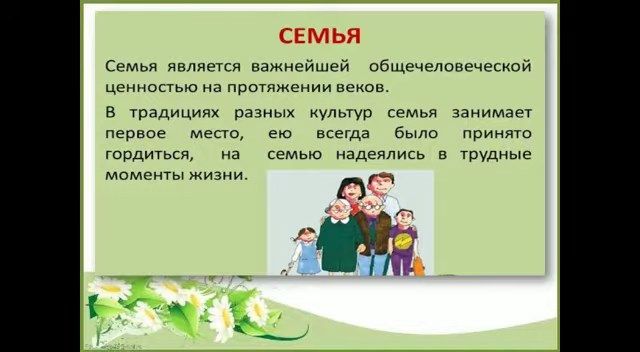 СЕМЬЯ
Семья является важнейшей общечеловеческой
ценностью на протяжении веков.
В традициях разных культур семья занимает
первое место, ею всегда было принято
гордиться, на семью надеялись в трудные
моменты жизни.